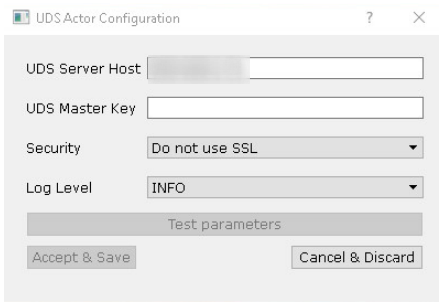 UDS Actor Configuration ? ×
UDS Server Host
UDS Master Key
Security Do not use SSL
Log Level INFO
Test parameters
Accept & Save Cancel & Discard